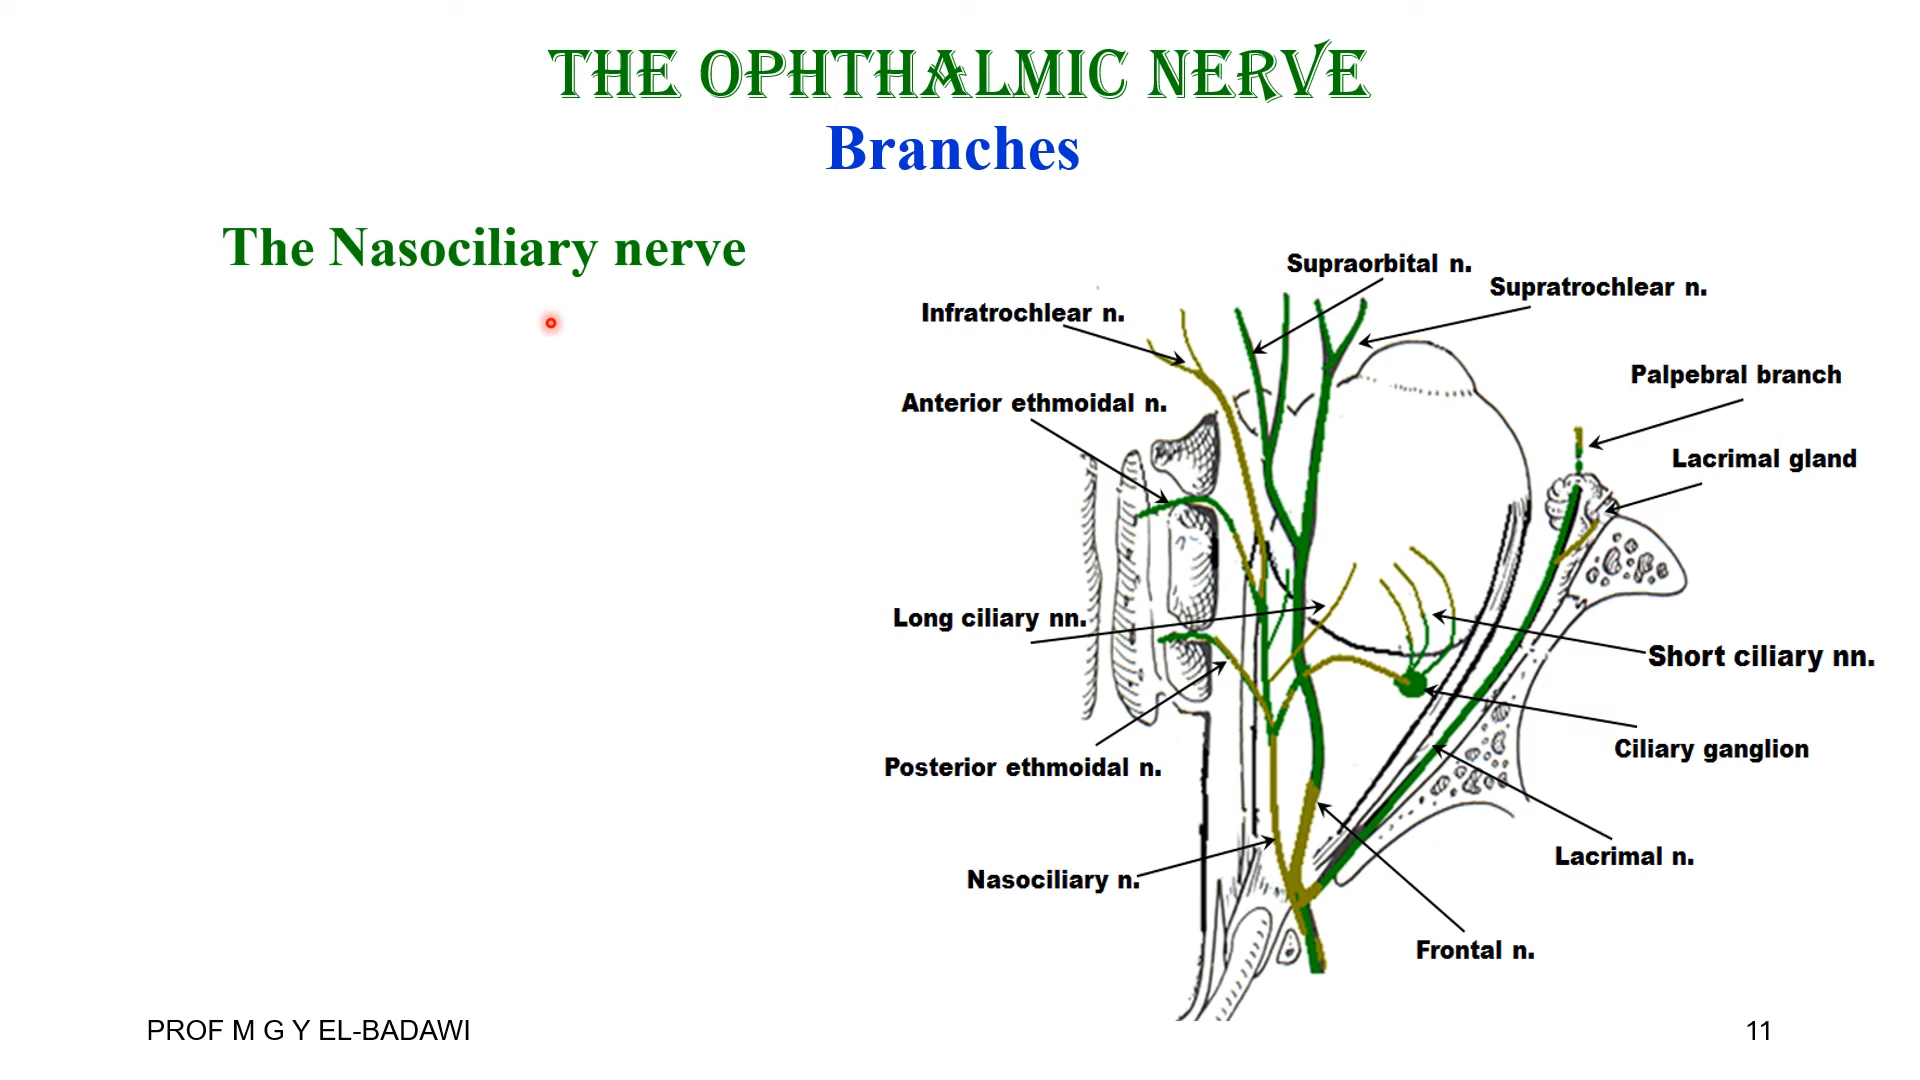 THE OPHTHALMIC NERVE
Branches
The Nasociliary nerve
Supraorbital n.
Supratrochlear n.
Infratrochlear n.
Palpebral branch
Anterior ethmoidal n.
Lacrimal gland
Long ciliary nn.
Short ciliary nn.
Ciliary ganglion
Posterior ethmoidal n.
Lacrimal n.
Nasociliary n.
Frontal n.
PROF M G Y EL-BADAWI
11